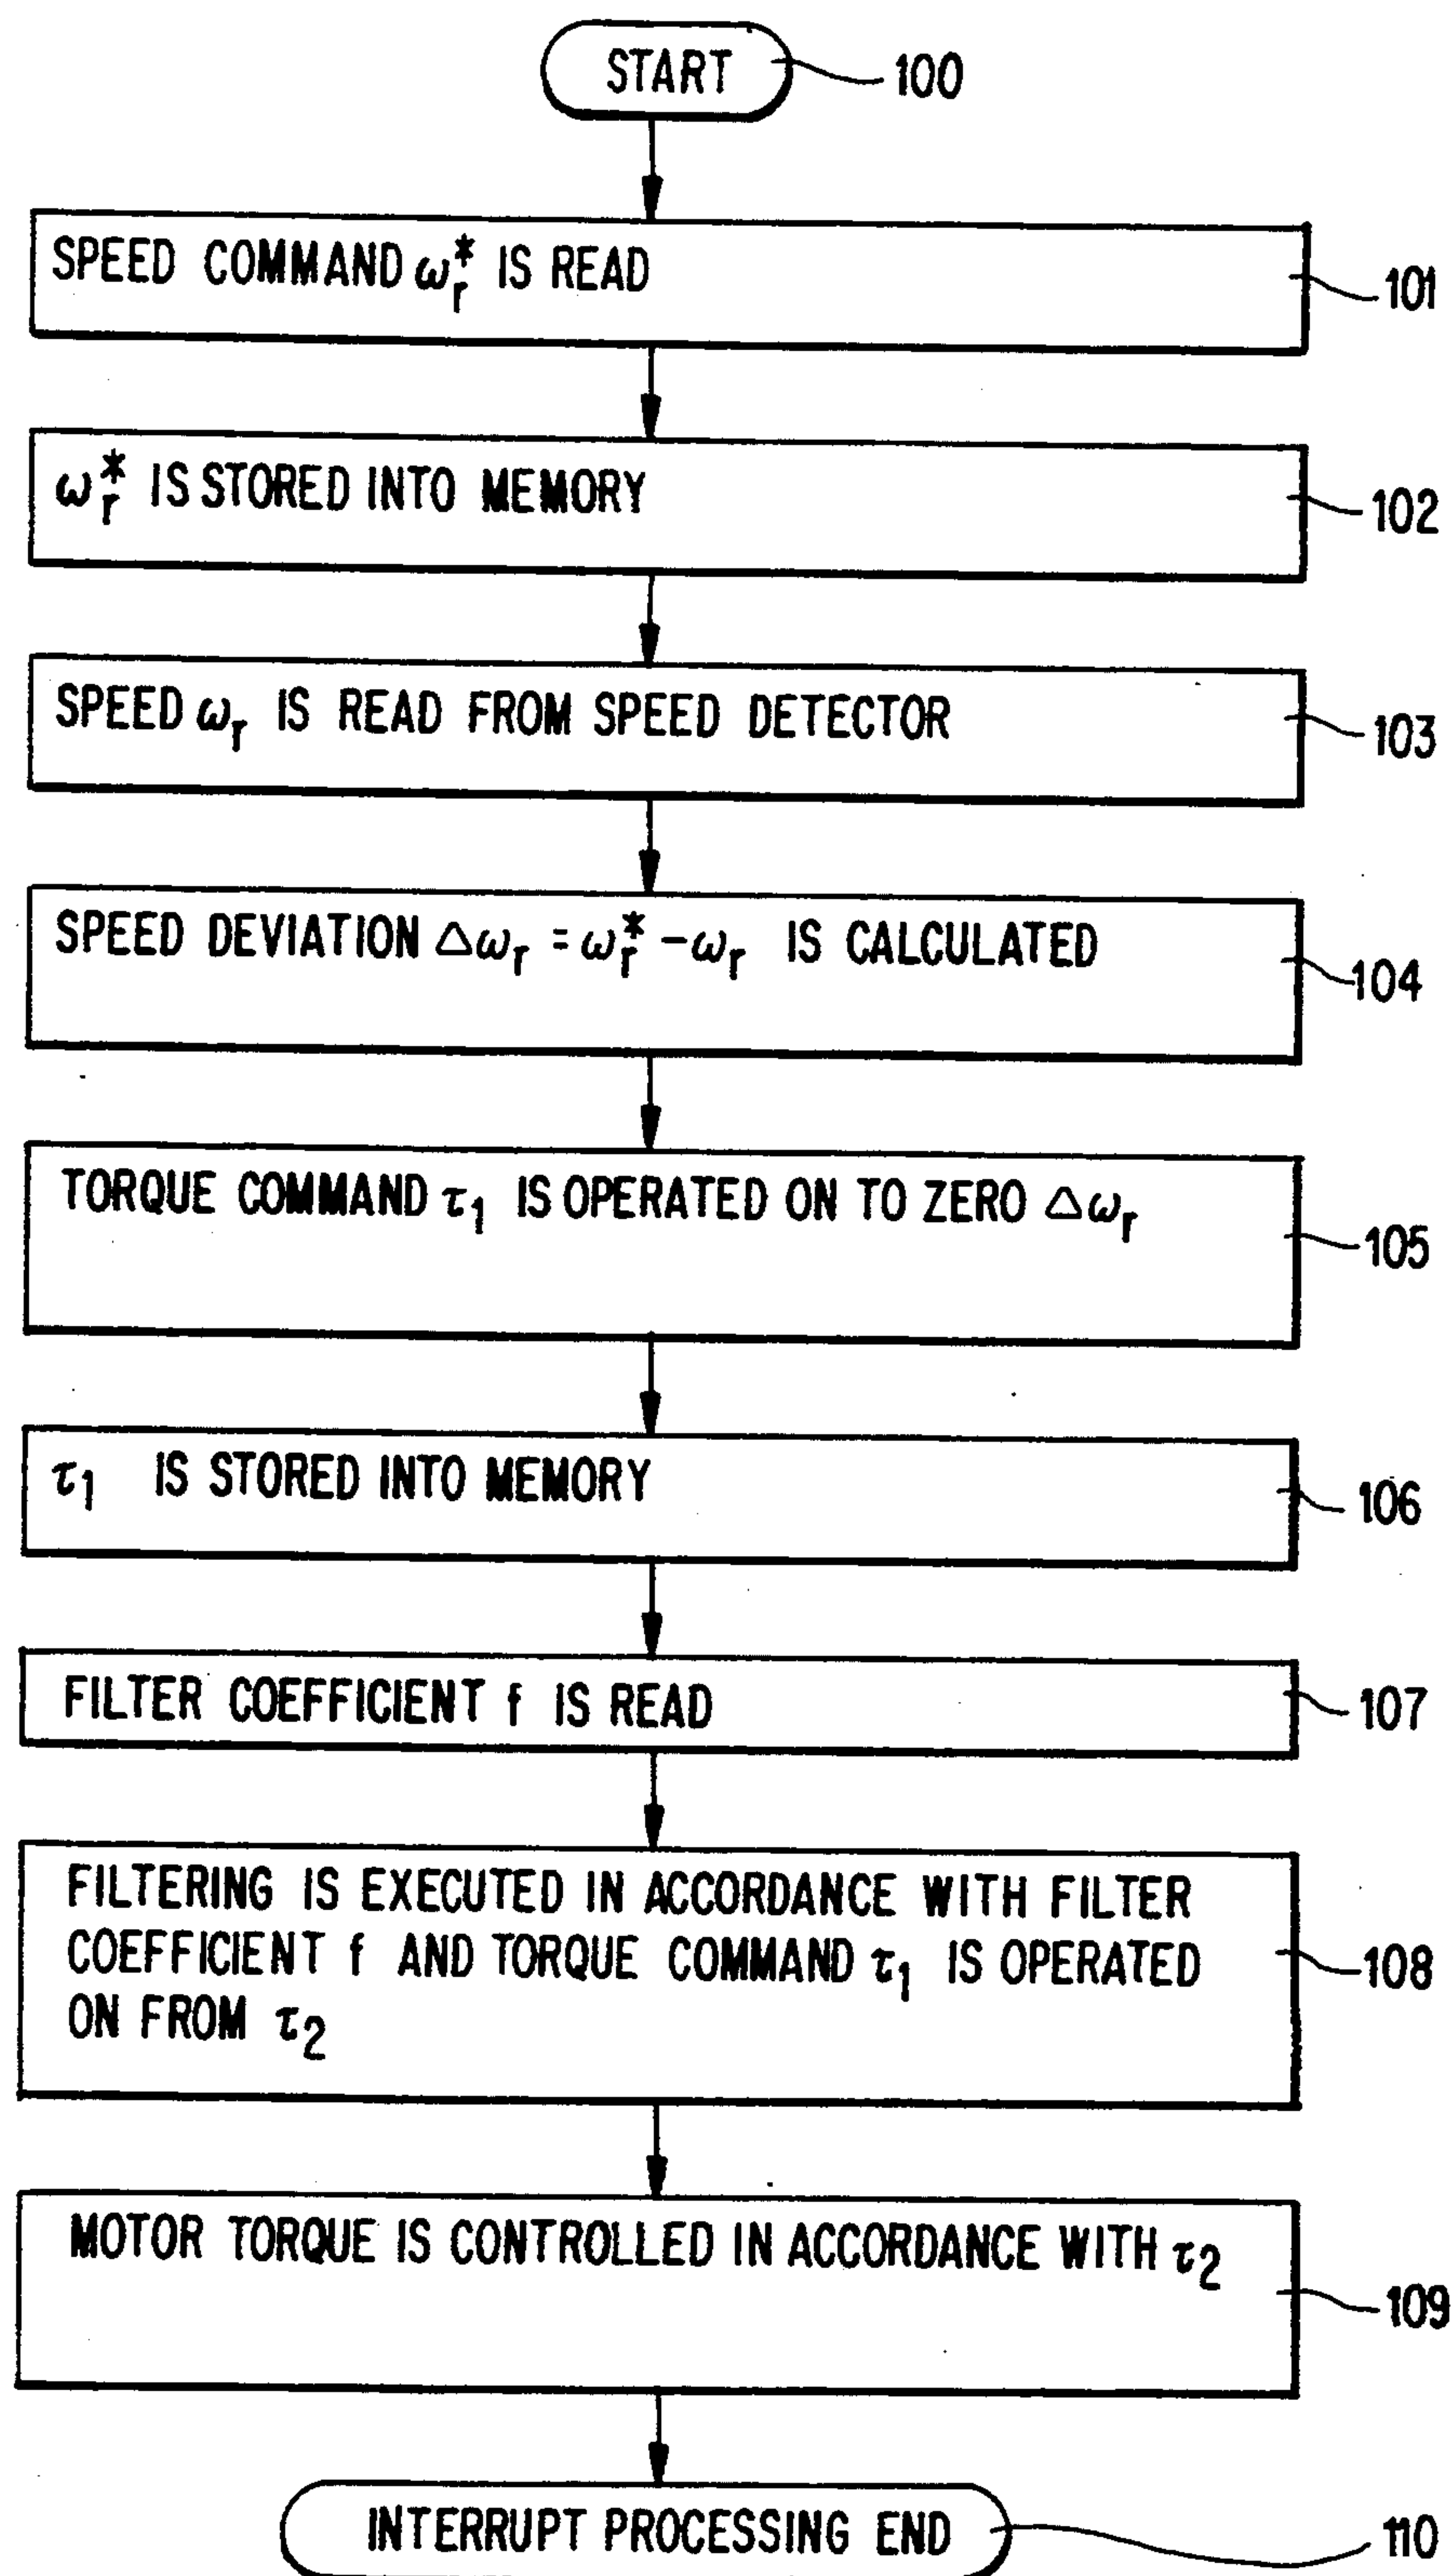 START 100
SPEED COMMAND ωr* IS READ 101
ωr* IS STORED INTO MEMORY 102
SPEED ωr IS READ FROM SPEED DETECTOR 103
SPEED DEVIATION Δωr = ωr* − ωr IS CALCULATED 104
TORQUE COMMAND τ1 IS OPERATED ON TO ZERO Δωr 105
τ1 IS STORED INTO MEMORY 106
FILTER COEFFICIENT f IS READ 107
FILTERING IS EXECUTED IN ACCORDANCE WITH FILTER
COEFFICIENT f AND TORQUE COMMAND τ1 IS OPERATED 108
ON FROM τ2
MOTOR TORQUE IS CONTROLLED IN ACCORDANCE WITH τ2 109
INTERRUPT PROCESSING END 110